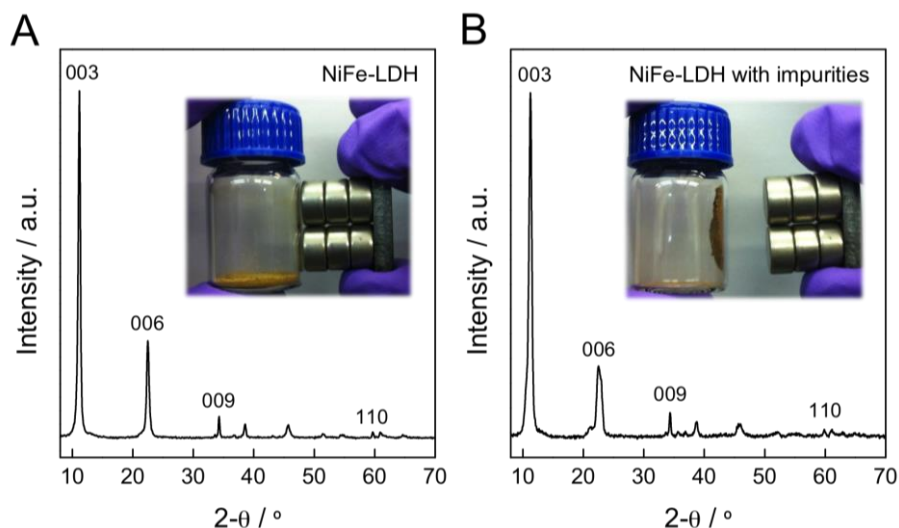 A
NiFe-LDH
003
006
009
110
Intensity / a.u.
10 20 30 40 50 60 70
2-θ / °
B
NiFe-LDH with impurities
003
006
009
110
Intensity / a.u.
10 20 30 40 50 60 70
2-θ / °